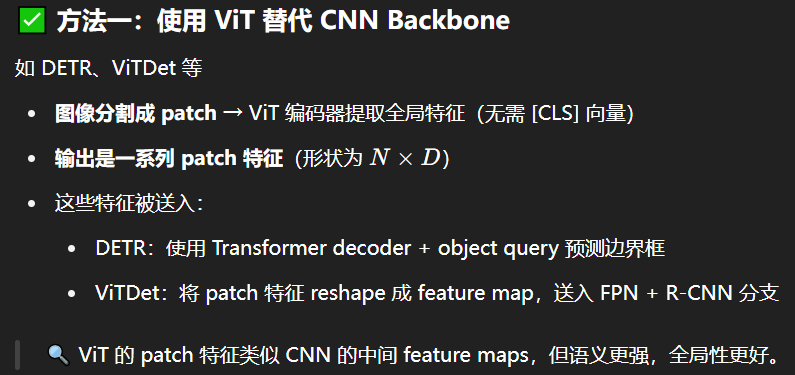 ✅ 方法一：使用 ViT 替代 CNN Backbone
如 DETR、ViTDet 等
• 图像分割成 patch → ViT 编码器提取全局特征（无需 [CLS] 向量）
• 输出是一系列 patch 特征（形状为 N × D）
• 这些特征被送入：
• DETR：使用 Transformer decoder + object query 预测边界框
• ViTDet：将 patch 特征 reshape 成 feature map，送入 FPN + R-CNN 分支
🔍 ViT 的 patch 特征类似 CNN 的中间 feature maps，但语义更强，全局性更好。